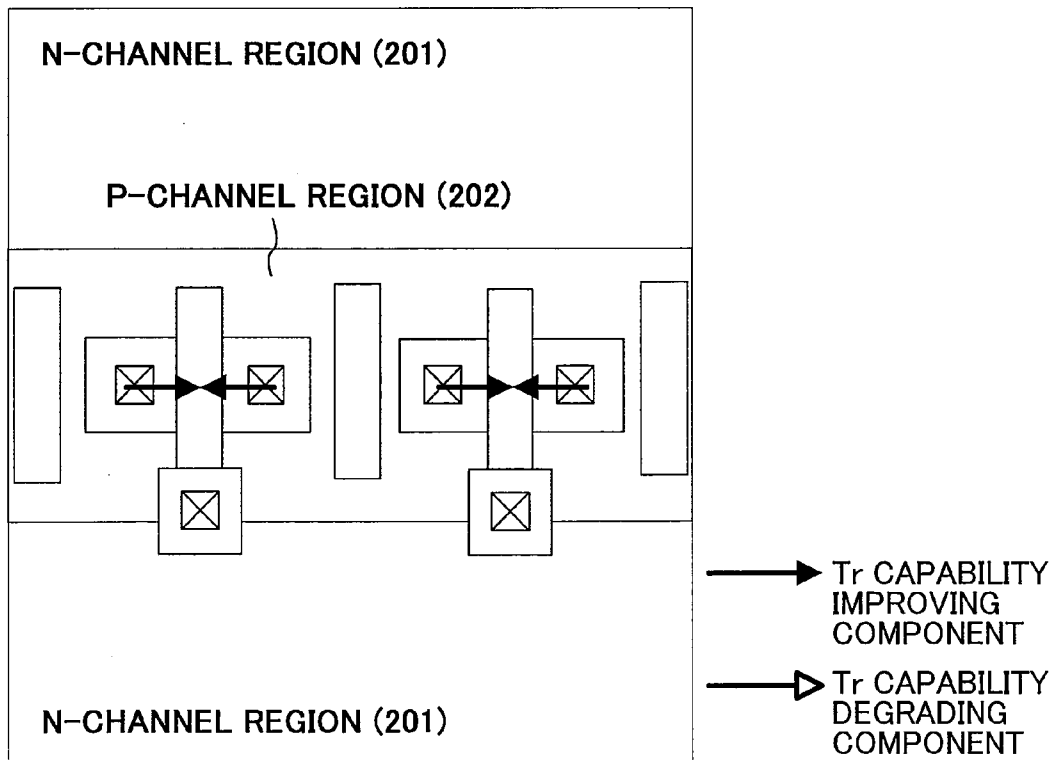 N-CHANNEL REGION (201)
P-CHANNEL REGION (202)
Tr CAPABILITY
IMPROVING
COMPONENT
Tr CAPABILITY
DEGRADING
COMPONENT
N-CHANNEL REGION (201)